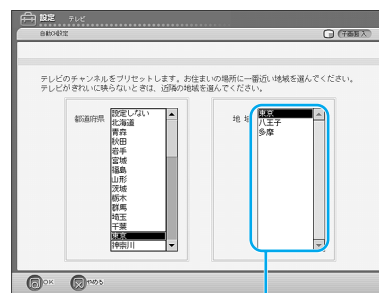 設定 テレビ
自動CH設定
子画面入
テレビのチャンネルをプリセットします。お住まいの場所に一番近い地域を選んでください。
テレビがきれいに映らないときは、近隣の地域を選んでください。
都道府県
設定しない
北海道
青森
秋田
岩手
宮城
福島
山形
茨城
栃木
群馬
埼玉
千葉
東京
神奈川
地域
東京
八王子
多摩
OK
やめる